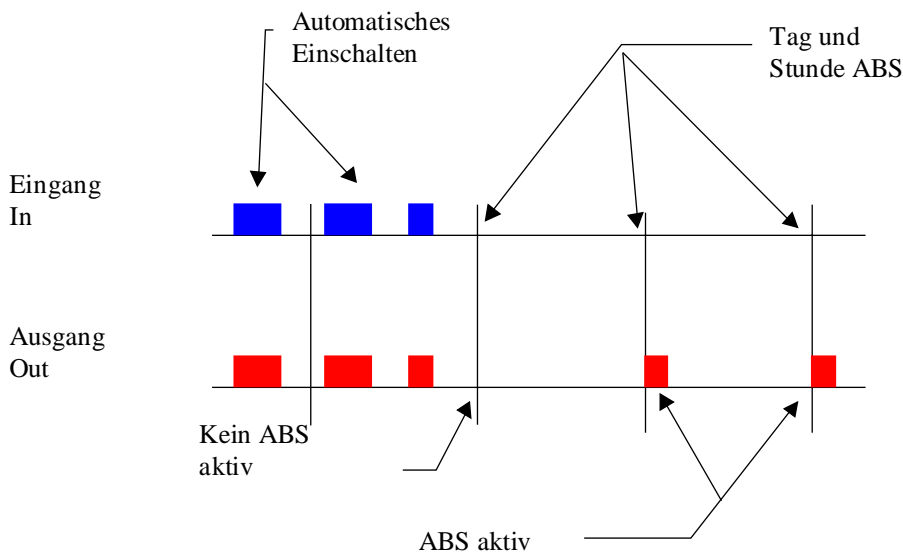 Automatisches
Einschalten
Tag und
Stunde ABS
Eingang
In
Ausgang
Out
Kein ABS
aktiv
ABS aktiv